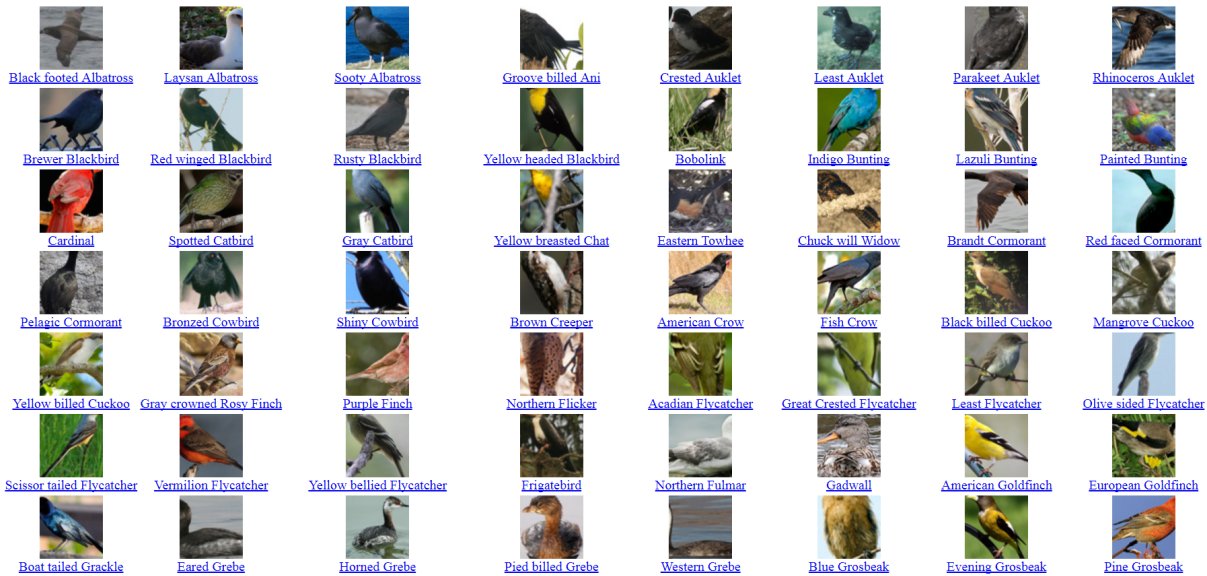 Black footed Albatross Laysan Albatross Sooty Albatross Groove billed Ani Crested Auklet Least Auklet Parakeet Auklet Rhinoceros Auklet
Brewer Blackbird Red winged Blackbird Rusty Blackbird Yellow headed Blackbird Bobolink Indigo Bunting Lazuli Bunting Painted Bunting
Cardinal Spotted Catbird Gray Catbird Yellow breasted Chat Eastern Towhee Chuck will Widow Brandt Cormorant Red faced Cormorant
Pelagic Cormorant Bronzed Cowbird Shiny Cowbird Brown Creeper American Crow Fish Crow Black billed Cuckoo Mangrove Cuckoo
Yellow billed Cuckoo Gray crowned Rosy Finch Purple Finch Northern Flicker Acadian Flycatcher Great Crested Flycatcher Least Flycatcher Olive sided Flycatcher
Scissor tailed Flycatcher Vermilion Flycatcher Yellow bellied Flycatcher Frigatebird Northern Fulmar Gadwall American Goldfinch European Goldfinch
Boat tailed Grackle Eared Grebe Horned Grebe Pied billed Grebe Western Grebe Blue Grosbeak Evening Grosbeak Pine Grosbeak